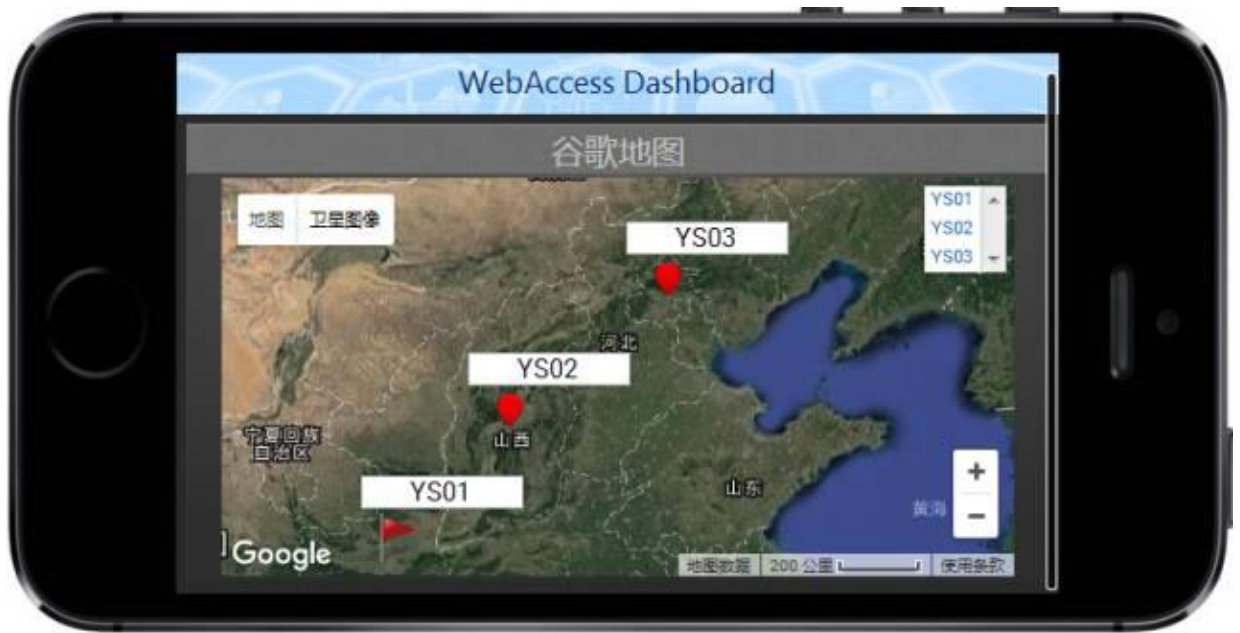 WebAccess Dashboard
谷歌地图
地图 卫星图像
YS01
YS02
YS03
YS03
河北
YS02
山西
宁夏回族
自治区
YS01
山东
黄海
+
−
Google
地图数据 200 公里 使用条款